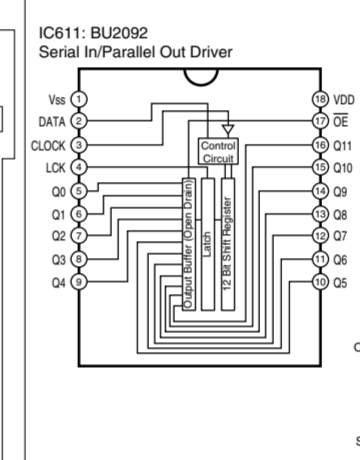 IC611: BU2092
Serial In/Parallel Out Driver
Vss 1
18 VDD
DATA 2
17 OE
CLOCK 3
16 Q11
Control
Circuit
LCK 4
15 Q10
Q0 5
14 Q9
Q1 6
13 Q8
Q2 7
12 Q7
Q3 8
11 Q6
Q4 9
10 Q5
Output Buffer (Open Drain)
Latch
12 Bit Shift Register